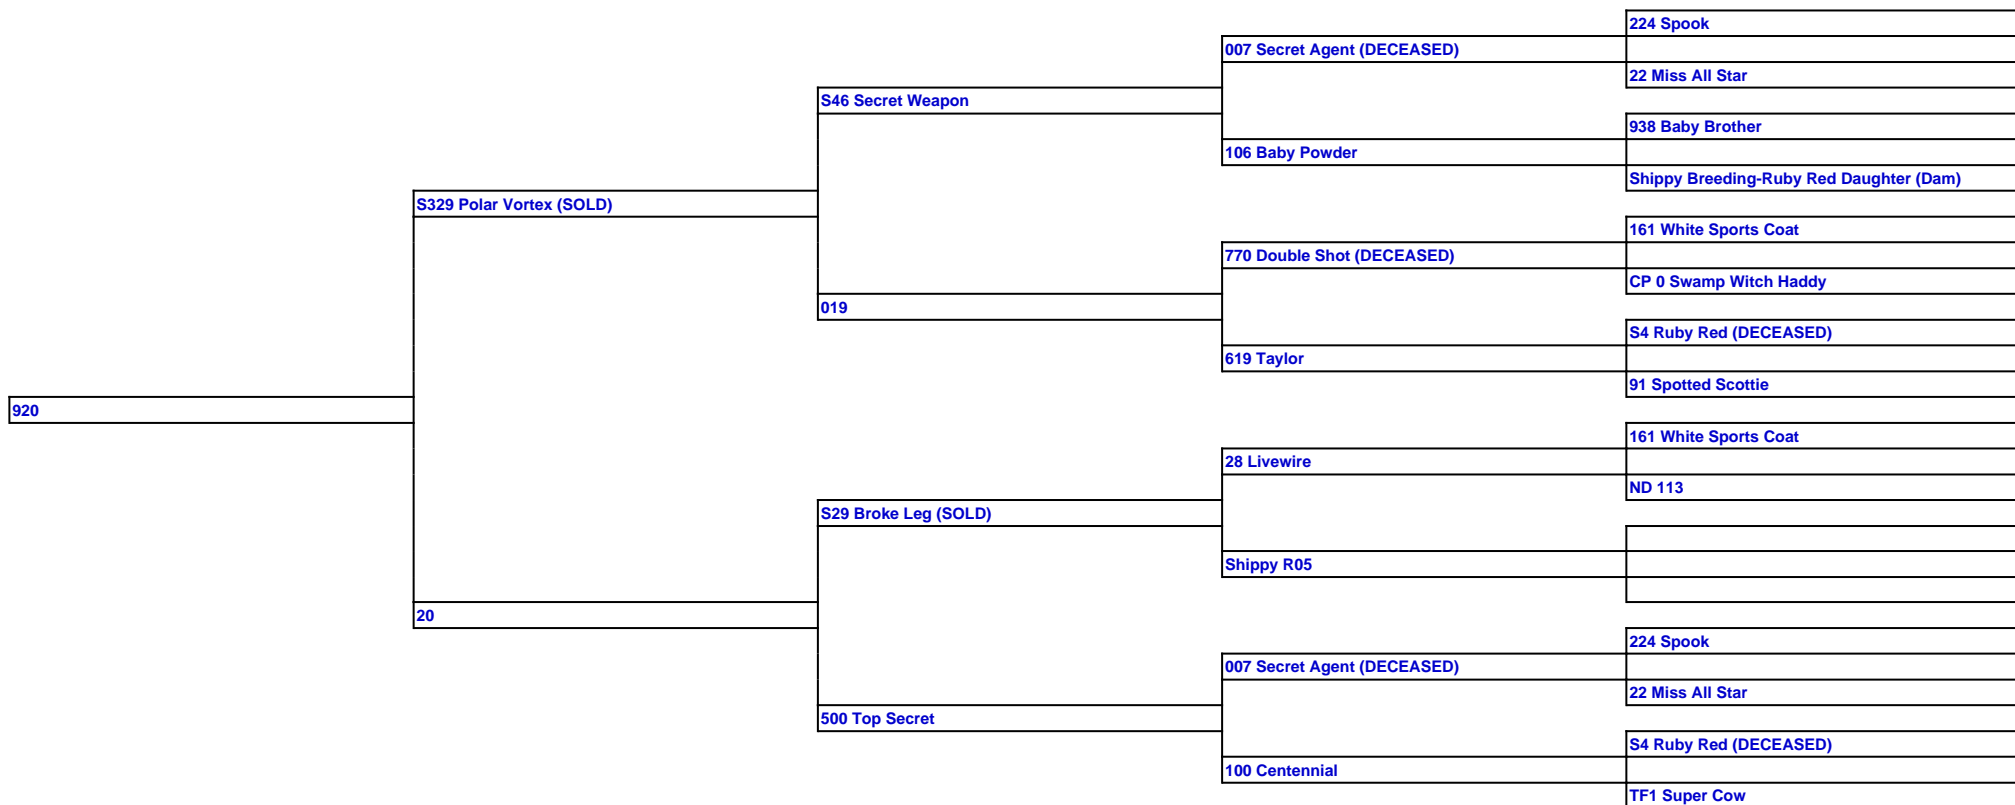 224 Spook
007 Secret Agent (DECEASED)
22 Miss All Star
S46 Secret Weapon
938 Baby Brother
106 Baby Powder
Shippy Breeding-Ruby Red Daughter (Dam)
S329 Polar Vortex (SOLD)
161 White Sports Coat
770 Double Shot (DECEASED)
CP 0 Swamp Witch Haddy
019
S4 Ruby Red (DECEASED)
619 Taylor
91 Spotted Scottie
920
161 White Sports Coat
28 Livewire
ND 113
S29 Broke Leg (SOLD)
Shippy R05
20
224 Spook
007 Secret Agent (DECEASED)
22 Miss All Star
500 Top Secret
S4 Ruby Red (DECEASED)
100 Centennial
TF1 Super Cow